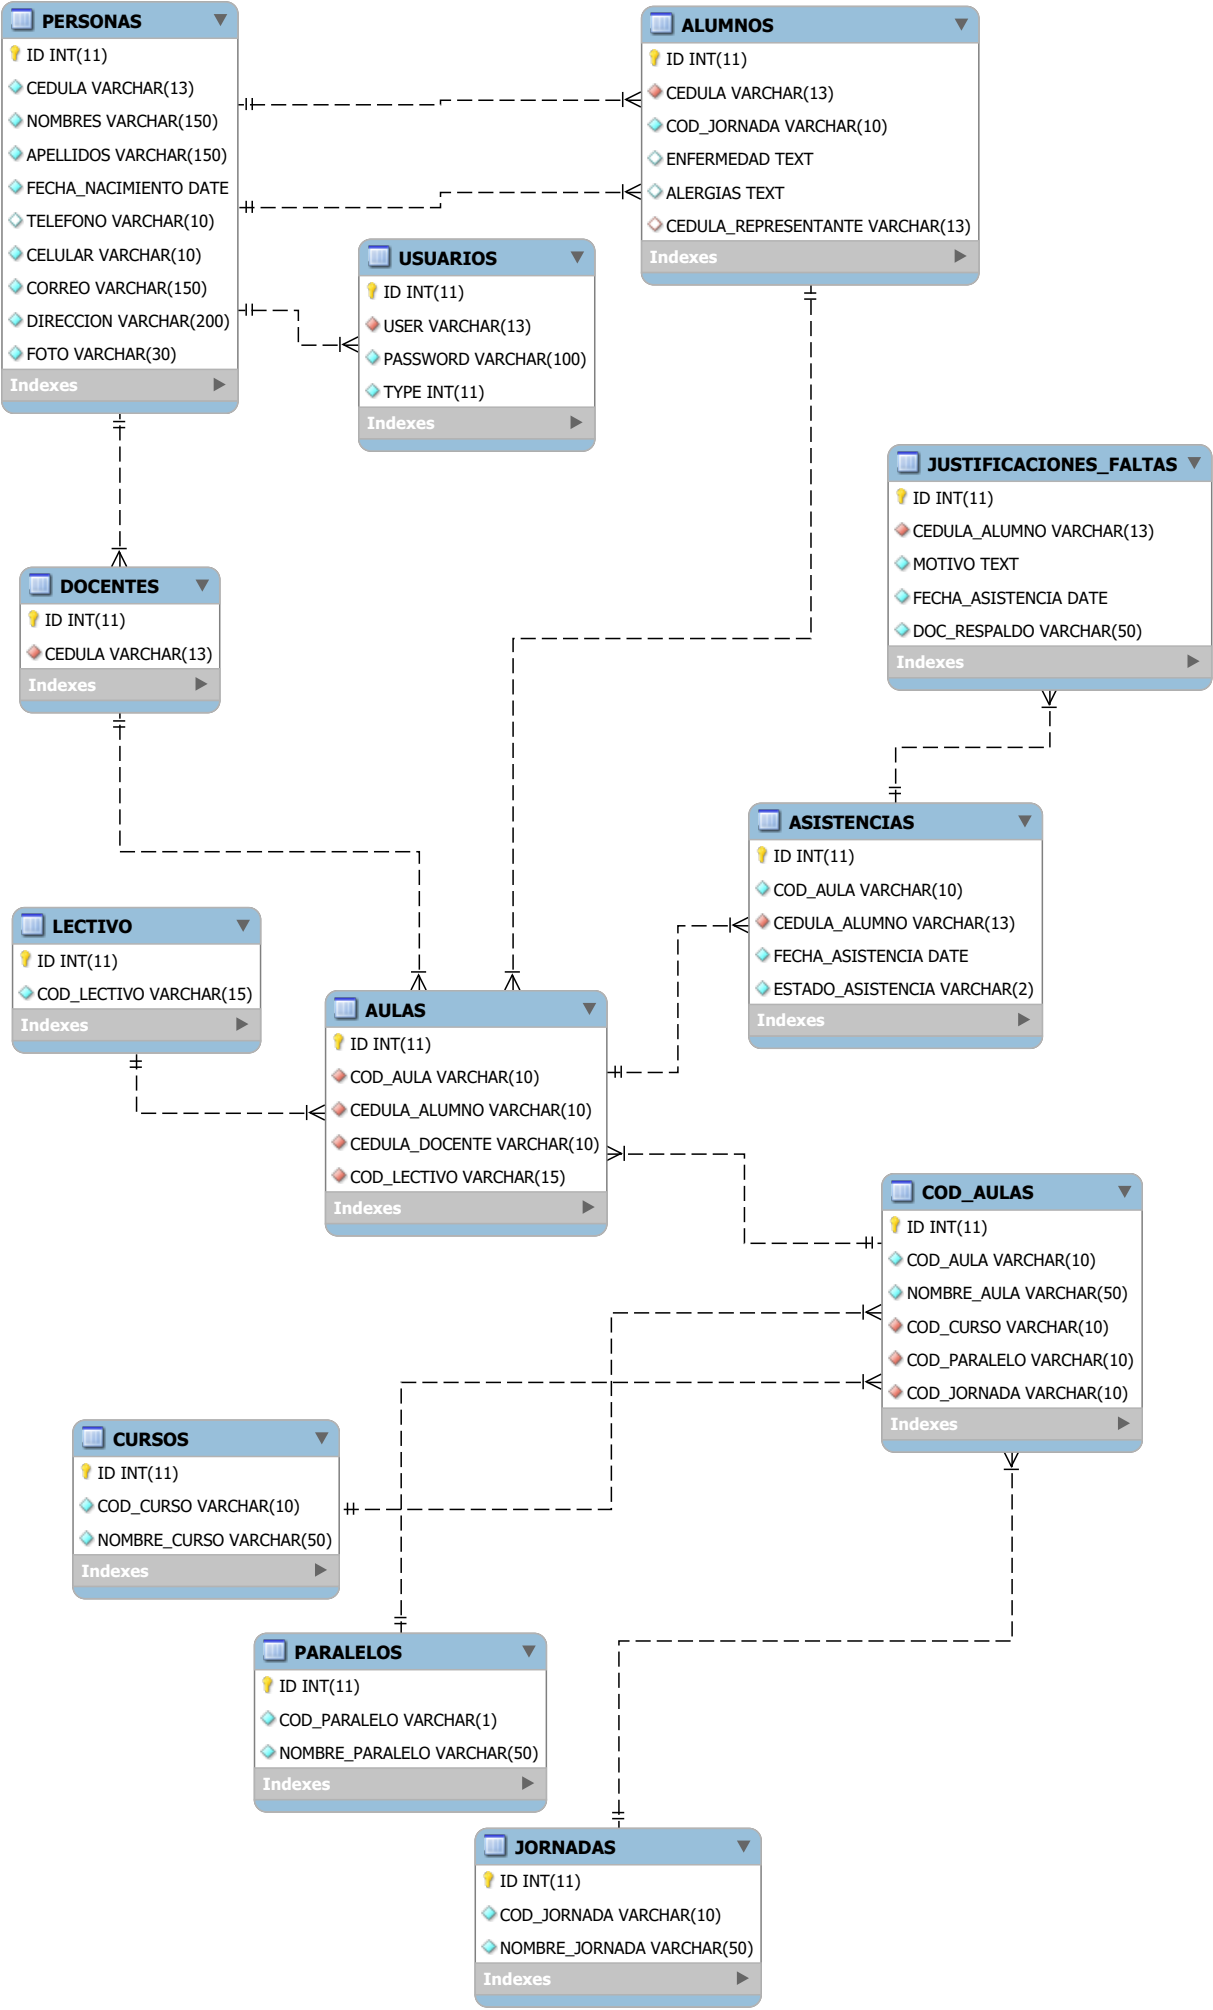 PERSONAS
ID INT(11)
CEDULA VARCHAR(13)
NOMBRES VARCHAR(150)
APELLIDOS VARCHAR(150)
FECHA_NACIMIENTO DATE
TELEFONO VARCHAR(10)
CELULAR VARCHAR(10)
CORREO VARCHAR(150)
DIRECCION VARCHAR(200)
FOTO VARCHAR(30)
Indexes
ALUMNOS
ID INT(11)
CEDULA VARCHAR(13)
COD_JORNADA VARCHAR(10)
ENFERMEDAD TEXT
ALERGIAS TEXT
CEDULA_REPRESENTANTE VARCHAR(13)
Indexes
USUARIOS
ID INT(11)
USER VARCHAR(13)
PASSWORD VARCHAR(100)
TYPE INT(11)
Indexes
JUSTIFICACIONES_FALTAS
ID INT(11)
CEDULA_ALUMNO VARCHAR(13)
MOTIVO TEXT
FECHA_ASISTENCIA DATE
DOC_RESPALDO VARCHAR(50)
Indexes
DOCENTES
ID INT(11)
CEDULA VARCHAR(13)
Indexes
ASISTENCIAS
ID INT(11)
COD_AULA VARCHAR(10)
CEDULA_ALUMNO VARCHAR(13)
FECHA_ASISTENCIA DATE
ESTADO_ASISTENCIA VARCHAR(2)
Indexes
LECTIVO
ID INT(11)
COD_LECTIVO VARCHAR(15)
Indexes
AULAS
ID INT(11)
COD_AULA VARCHAR(10)
CEDULA_ALUMNO VARCHAR(10)
CEDULA_DOCENTE VARCHAR(10)
COD_LECTIVO VARCHAR(15)
Indexes
COD_AULAS
ID INT(11)
COD_AULA VARCHAR(10)
NOMBRE_AULA VARCHAR(50)
COD_CURSO VARCHAR(10)
COD_PARALELO VARCHAR(10)
COD_JORNADA VARCHAR(10)
Indexes
CURSOS
ID INT(11)
COD_CURSO VARCHAR(10)
NOMBRE_CURSO VARCHAR(50)
Indexes
PARALELOS
ID INT(11)
COD_PARALELO VARCHAR(1)
NOMBRE_PARALELO VARCHAR(50)
Indexes
JORNADAS
ID INT(11)
COD_JORNADA VARCHAR(10)
NOMBRE_JORNADA VARCHAR(50)
Indexes